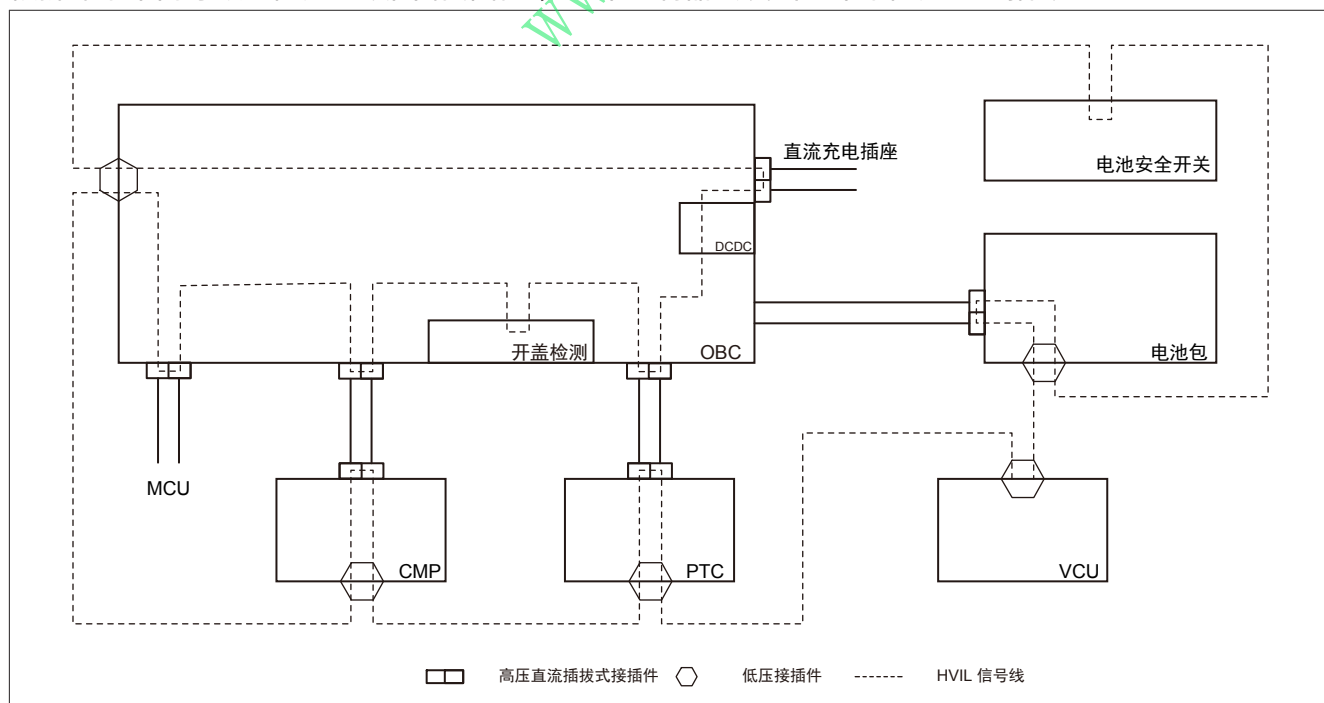 直流充电插座
电池安全开关
DCDC
开盖检测
OBC
电池包
MCU
CMP
PTC
VCU
高压直流插拔式接插件
低压接插件
HVIL 信号线